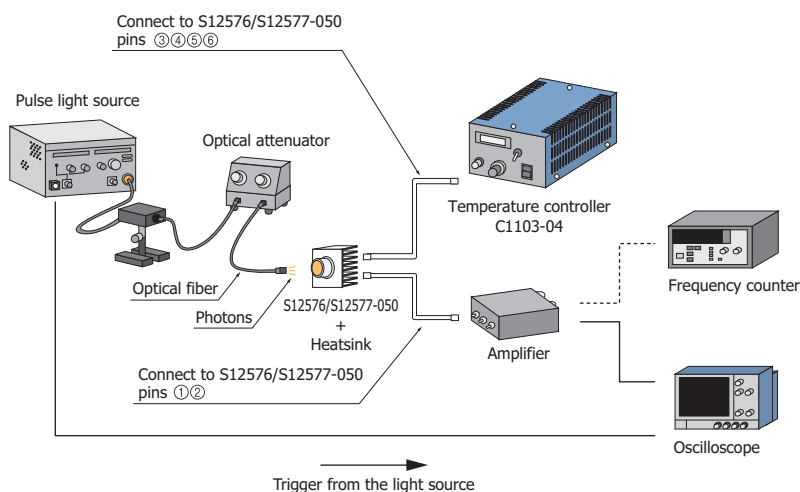 Connect to S12576/S12577-050
pins ③④⑤⑥
Pulse light source
Optical attenuator
Temperature controller
C1103-04
Optical fiber
Photons
S12576/S12577-050
+
Heatsink
Frequency counter
Amplifier
Connect to S12576/S12577-050
pins ①②
Oscilloscope
Trigger from the light source